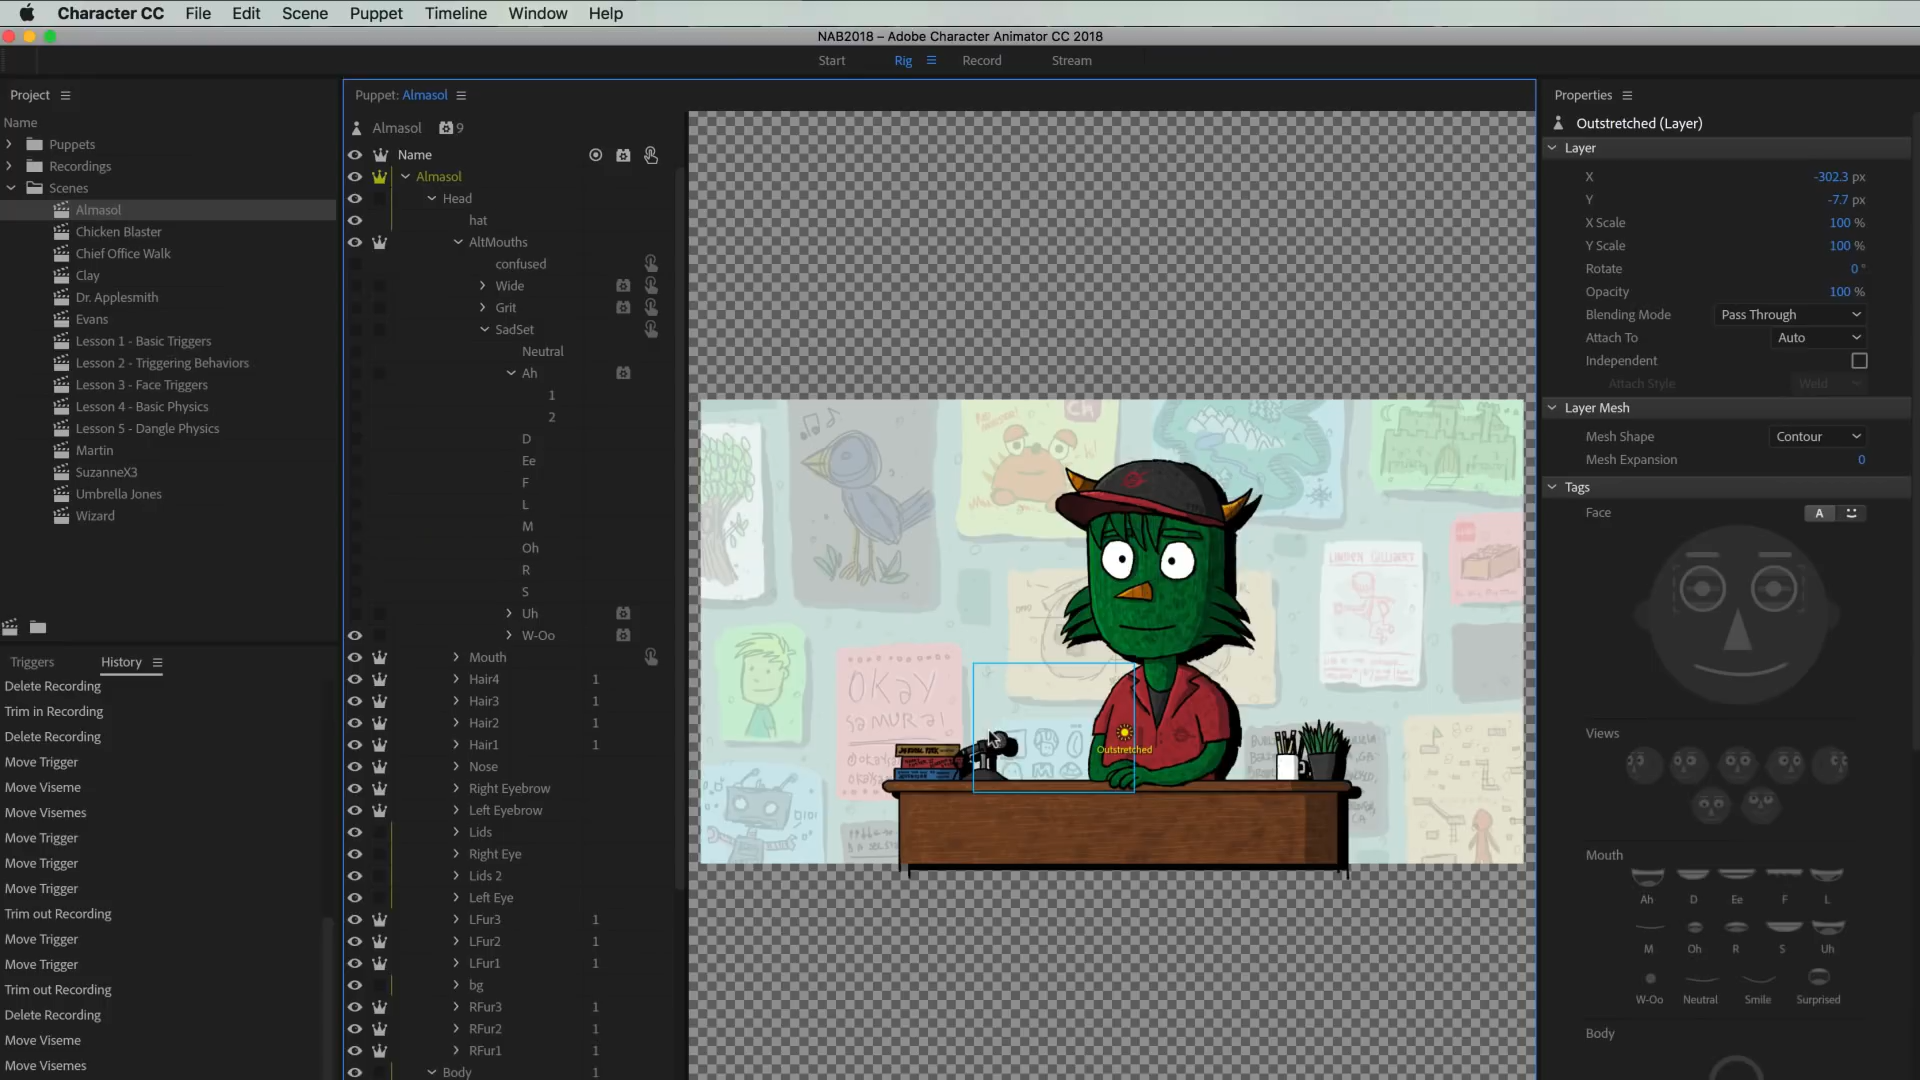 Character CC File Edit Scene Puppet Timeline Window Help
NAB2018 – Adobe Character Animator CC 2018
Start Rig Record Stream
Project
Name
Puppets
Recordings
Scenes
Almasol
Chicken Blaster
Chief Office Walk
Clay
Dr. Applesmith
Evans
Lesson 1 - Basic Triggers
Lesson 2 - Triggering Behaviors
Lesson 3 - Face Triggers
Lesson 4 - Basic Physics
Lesson 5 - Dangle Physics
Martin
SuzanneX3
Umbrella Jones
Wizard
Triggers History
Delete Recording
Trim in Recording
Delete Recording
Move Trigger
Move Viseme
Move Visemes
Move Trigger
Move Trigger
Move Trigger
Trim out Recording
Move Trigger
Move Trigger
Trim out Recording
Delete Recording
Move Viseme
Move Visemes
Puppet: Almasol
Almasol 9
Name
Almasol
Head
hat
AltMouths
confused
Wide
Grit
SadSet
Neutral
Ah
1
2
D
Ee
F
L
M
Oh
R
S
Uh
W-Oo
Mouth
Hair4 1
Hair3 1
Hair2 1
Hair1 1
Nose
Right Eyebrow
Left Eyebrow
Lids
Right Eye
Lids 2
Left Eye
LFur3 1
LFur2 1
LFur1 1
bg
RFur3 1
RFur2 1
RFur1 1
Body 1
OKay
SaMURAI
Outstretched
Properties
Outstretched (Layer)
Layer
X -302.3 px
Y -7.7 px
X Scale 100 %
Y Scale 100 %
Rotate 0 °
Opacity 100 %
Blending Mode Pass Through
Attach To Auto
Independent
Attach Style Weld
Layer Mesh
Mesh Shape Contour
Mesh Expansion 0
Tags
Face A
Views
Mouth
Ah D Ee F L
M Oh R S Uh
W-Oo Neutral Smile Surprised
Body